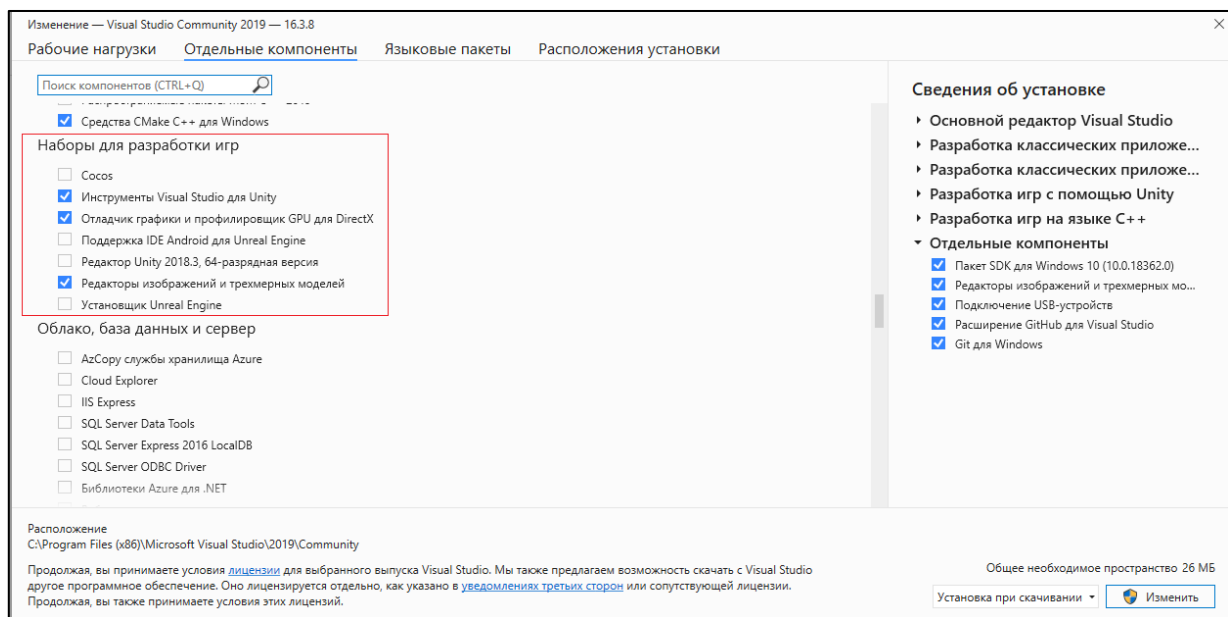 Изменение — Visual Studio Community 2019 — 16.3.8
Рабочие нагрузки Отдельные компоненты Языковые пакеты Расположения установки
Поиск компонентов (CTRL+Q)
Средства CMake C++ для Windows
Наборы для разработки игр
Cocos
Инструменты Visual Studio для Unity
Отладчик графики и профилировщик GPU для DirectX
Поддержка IDE Android для Unreal Engine
Редактор Unity 2018.3, 64-разрядная версия
Редакторы изображений и трехмерных моделей
Установщик Unreal Engine
Облако, база данных и сервер
AzCopy службы хранилища Azure
Cloud Explorer
IIS Express
SQL Server Data Tools
SQL Server Express 2016 LocalDB
SQL Server ODBC Driver
Библиотеки Azure для .NET
Сведения об установке
Основной редактор Visual Studio
Разработка классических приложе...
Разработка классических приложе...
Разработка игр с помощью Unity
Разработка игр на языке C++
Отдельные компоненты
Пакет SDK для Windows 10 (10.0.18362.0)
Редакторы изображений и трехмерных мо...
Подключение USB-устройств
Расширение GitHub для Visual Studio
Git для Windows
Расположение
C:\Program Files (x86)\Microsoft Visual Studio\2019\Community
Продолжая, вы принимаете условия лицензии для выбранного выпуска Visual Studio. Мы также предлагаем возможность скачать с Visual Studio
другое программное обеспечение. Оно лицензируется отдельно, как указано в уведомлениях третьих сторон или сопутствующей лицензии.
Продолжая, вы также принимаете условия этих лицензий.
Общее необходимое пространство 26 МБ
Установка при скачивании Изменить